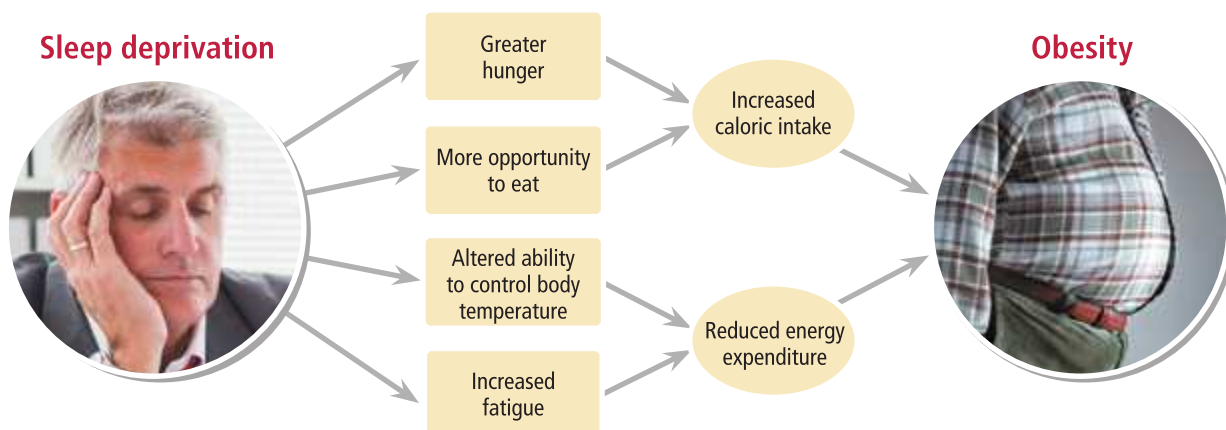 Sleep deprivation
Greater
hunger
More opportunity
to eat
Altered ability
to control body
temperature
Increased
fatigue
Increased
caloric intake
Reduced energy
expenditure
Obesity